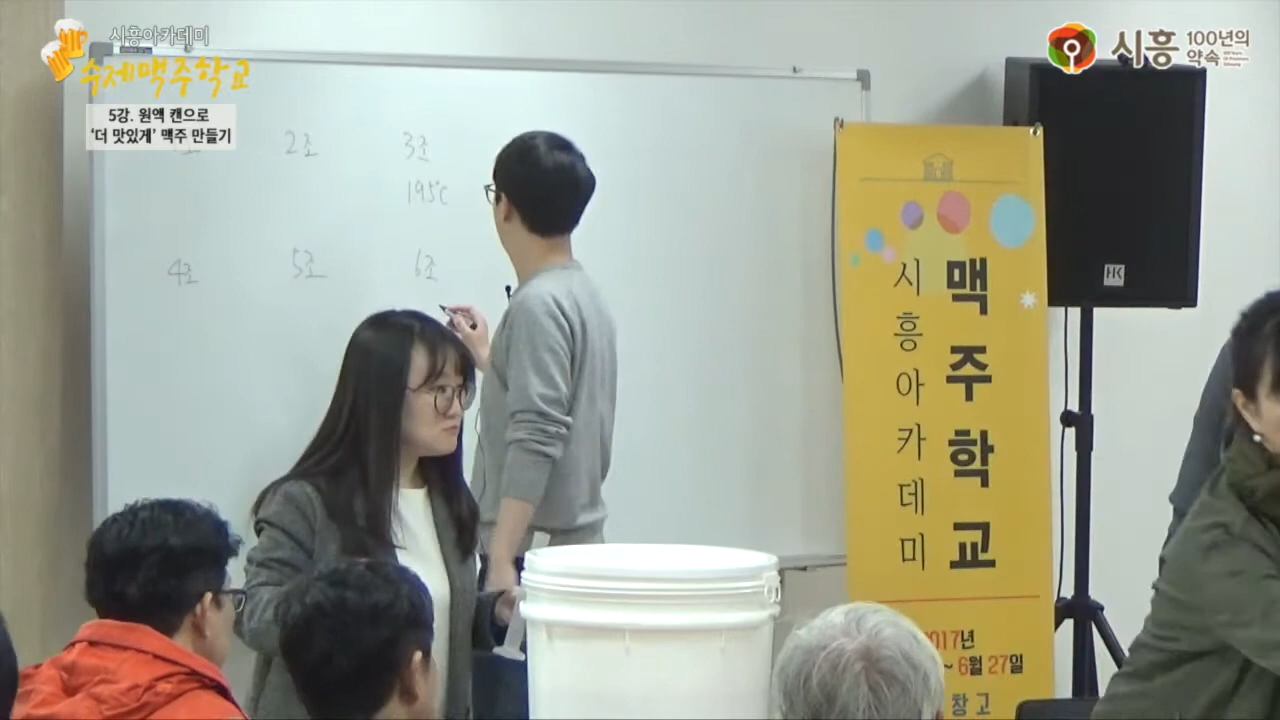 시흥아카데미
수제맥주학교
5강. 원액 캔으로
‘더 맛있게’ 맥주 만들기
시흥
100년의
약속
2조
3조
19.5℃
4조
5조
6조
HK
시흥아카데미
맥주학교
2017년
~ 6월 27일
창고